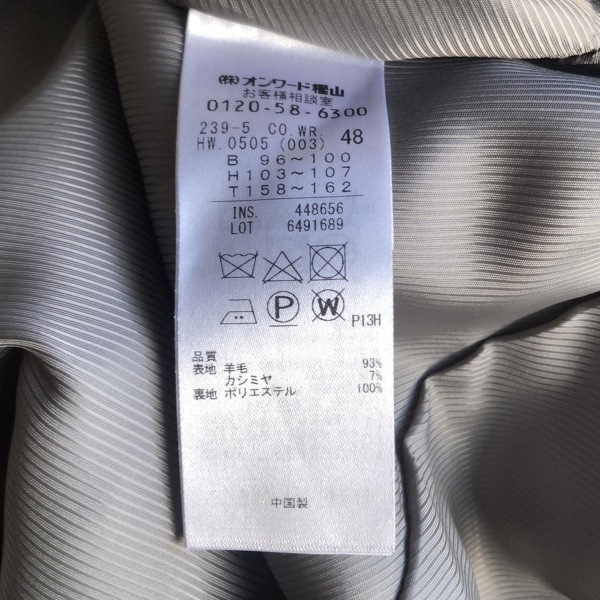 (株)オンワード樫山
お客様相談室
0120-58-6300
239-5 CO.WR. 48
HW.0505 (003)
B 96～100
H 103～107
T 158～162
INS. 448656
LOT 6491689
P W P13H
品質
表地 羊毛 93%
カシミヤ 7%
裏地 ポリエステル 100%
中国製